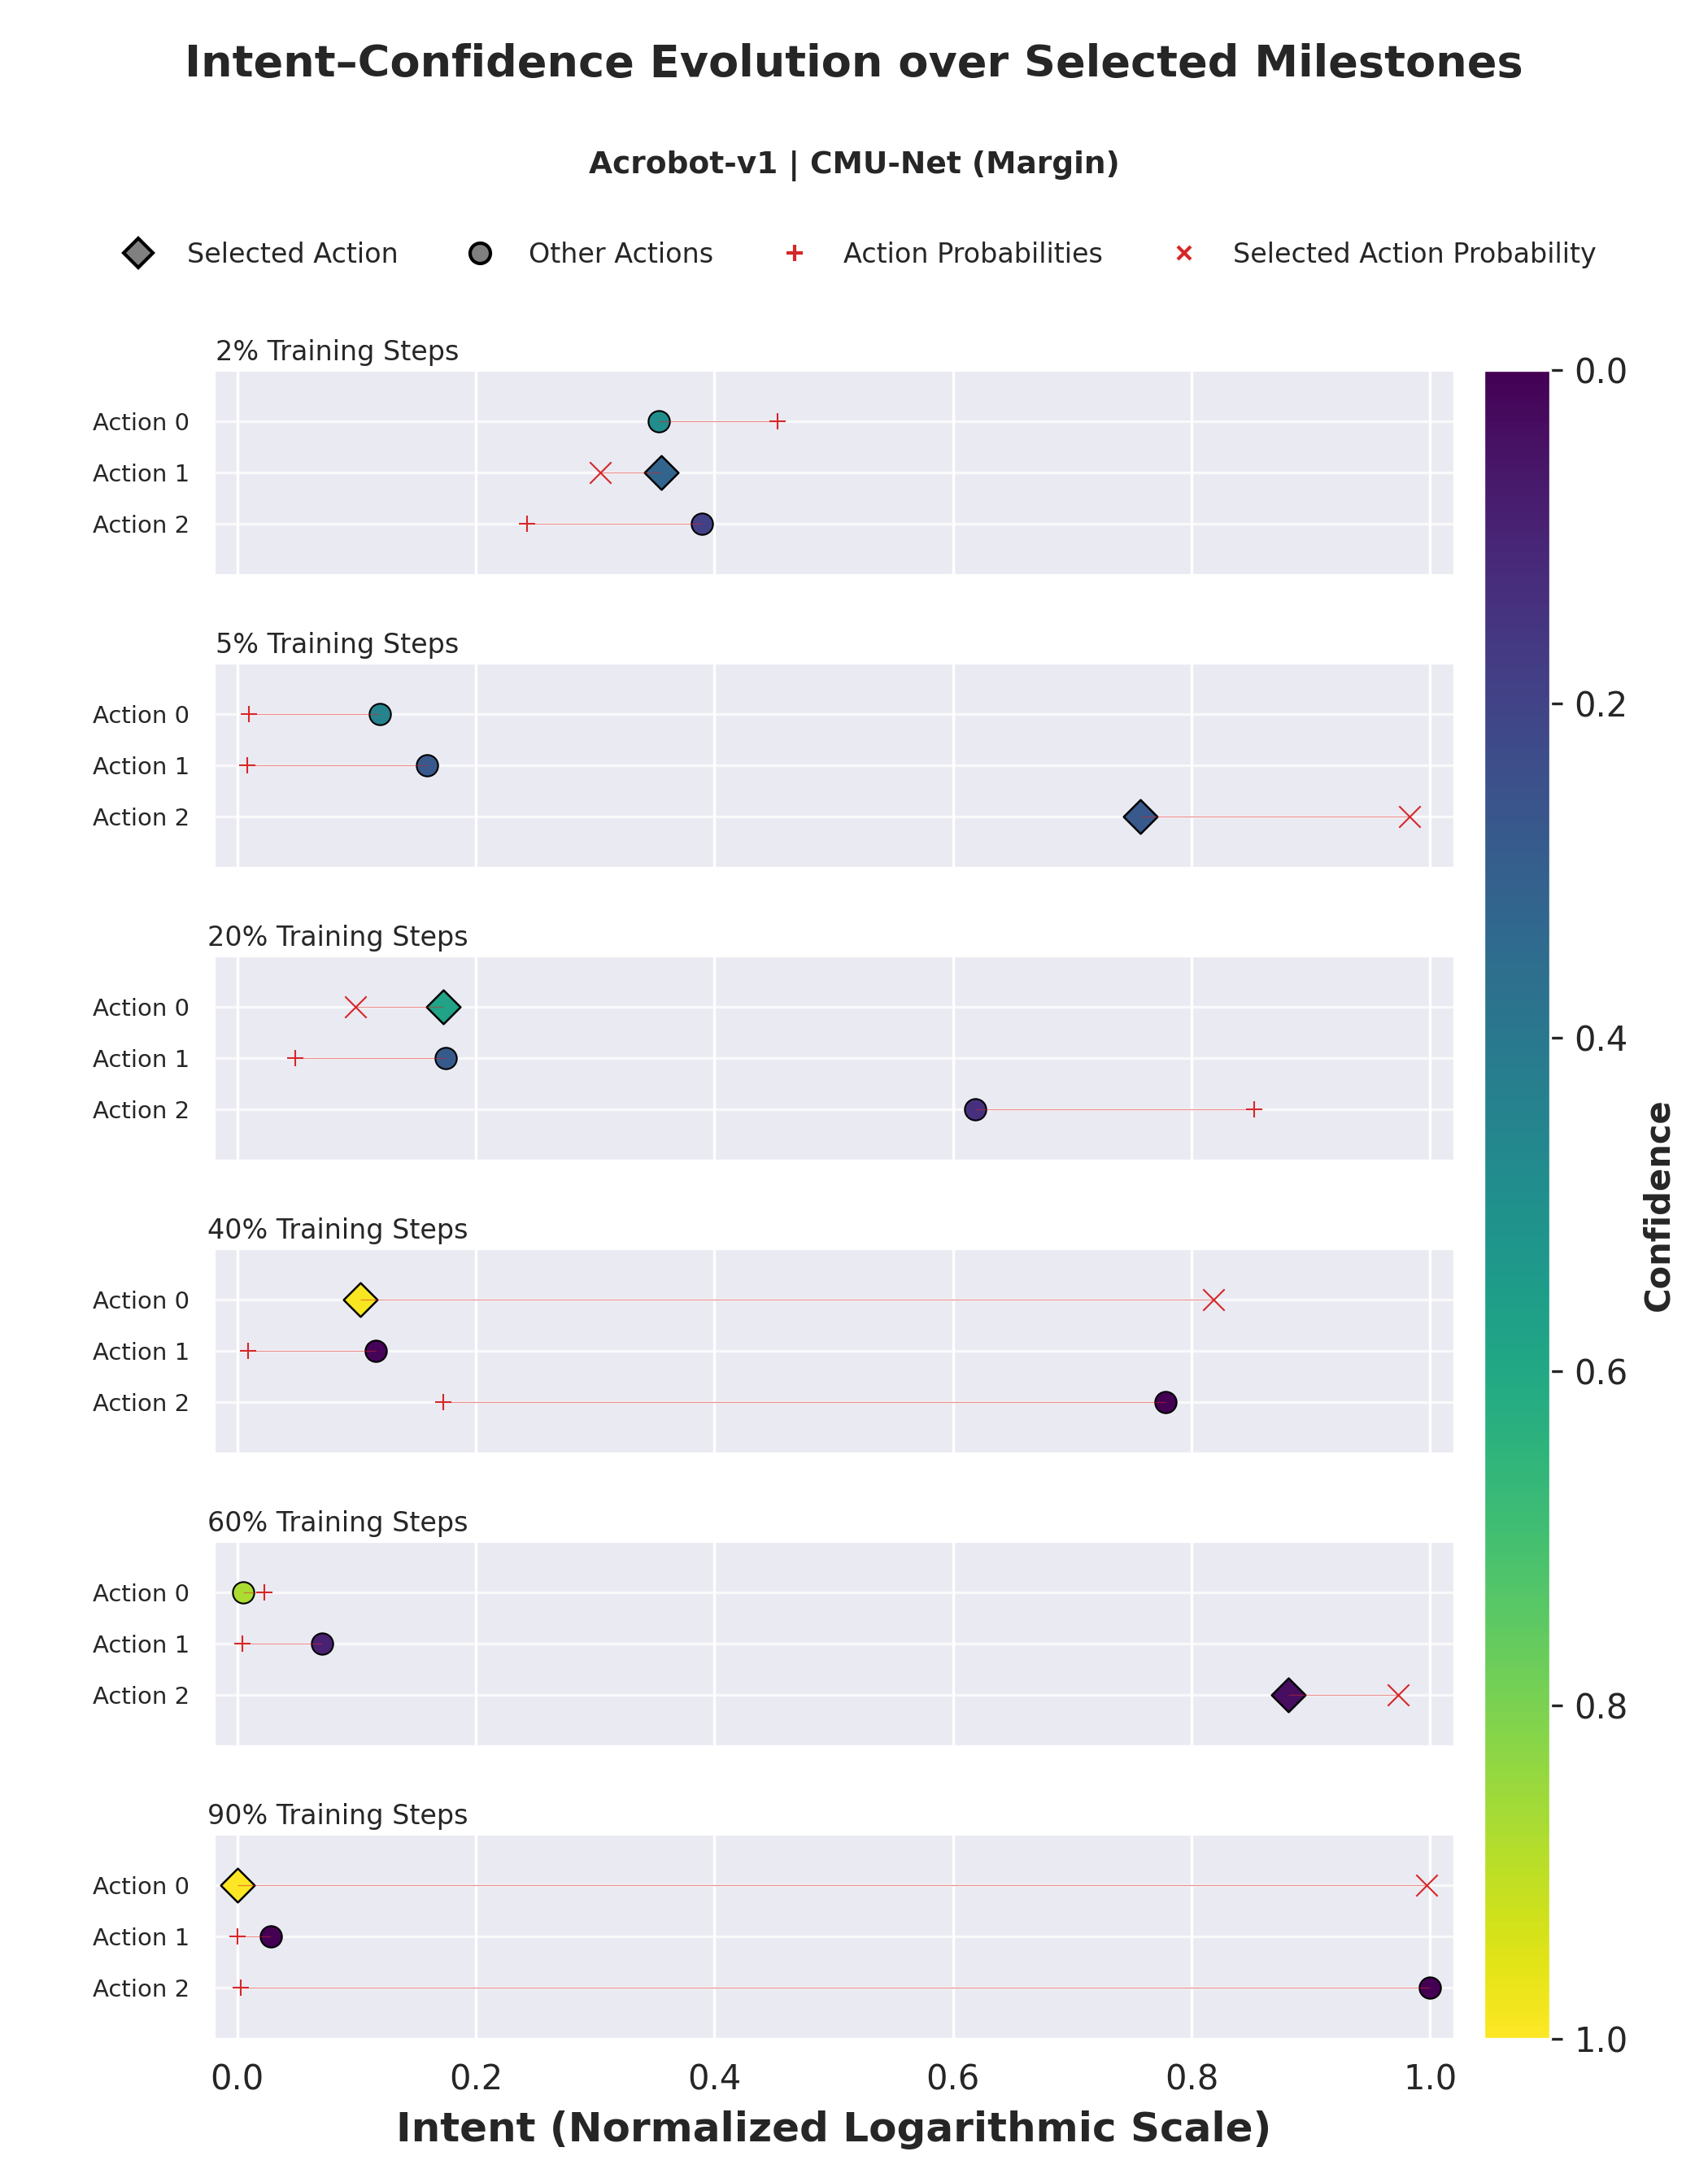 Intent–Confidence Evolution over Selected Milestones
Acrobot-v1 | CMU-Net (Margin)
Selected Action Other Actions Action Probabilities Selected Action Probability
2% Training Steps
Action 0
Action 1
Action 2
5% Training Steps
Action 0
Action 1
Action 2
20% Training Steps
Action 0
Action 1
Action 2
40% Training Steps
Action 0
Action 1
Action 2
60% Training Steps
Action 0
Action 1
Action 2
90% Training Steps
Action 0
Action 1
Action 2
0.0 0.2 0.4 0.6 0.8 1.0
Intent (Normalized Logarithmic Scale)
0.0
0.2
0.4
0.6
0.8
1.0
Confidence